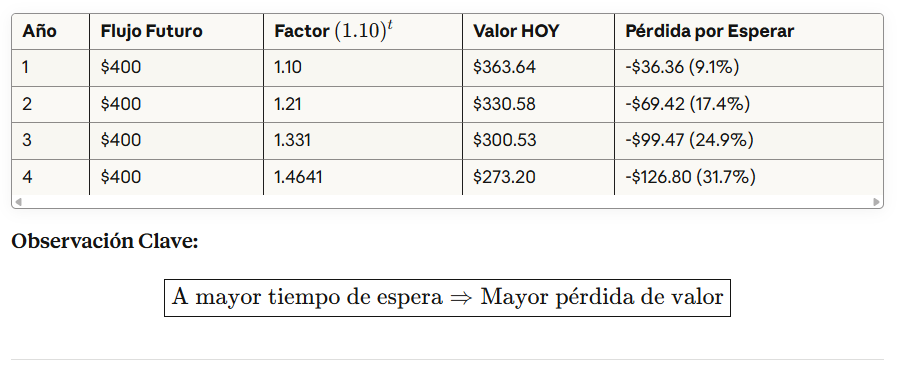 Año Flujo Futuro Factor (1.10)^t Valor HOY Pérdida por Esperar
1 $400 1.10 $363.64 -$36.36 (9.1%)
2 $400 1.21 $330.58 -$69.42 (17.4%)
3 $400 1.331 $300.53 -$99.47 (24.9%)
4 $400 1.4641 $273.20 -$126.80 (31.7%)
Observación Clave:
A mayor tiempo de espera ⇒ Mayor pérdida de valor